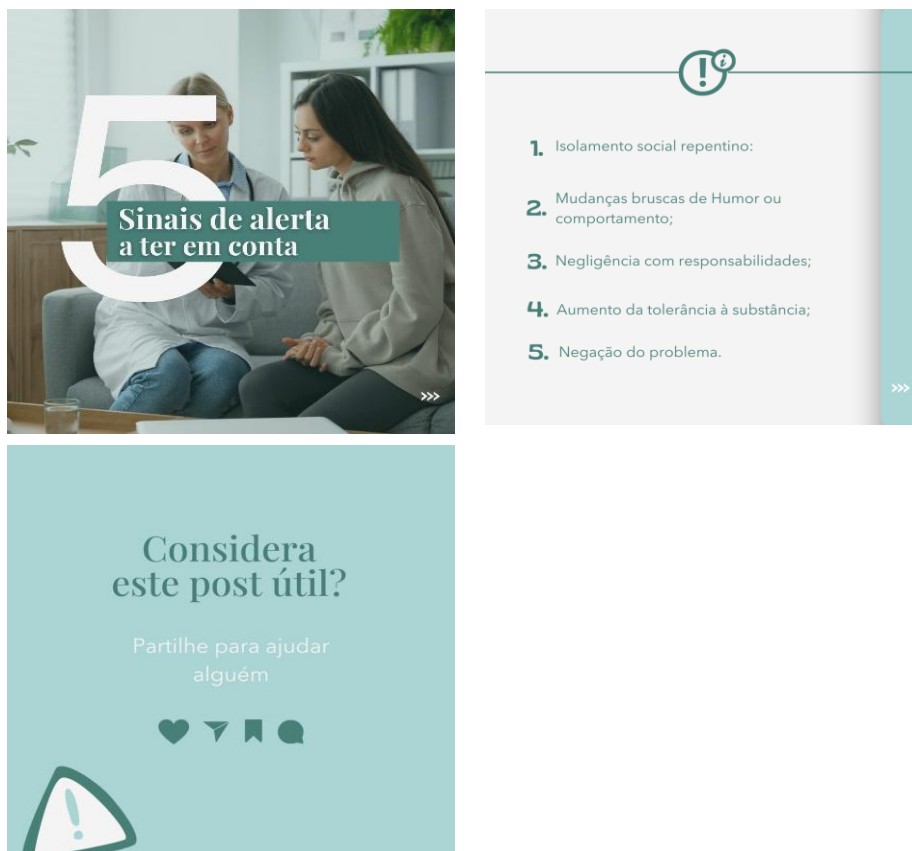 5
Sinais de alerta
a ter em conta
>>>
1. Isolamento social repentino:
2. Mudanças bruscas de Humor ou
comportamento;
3. Negligência com responsabilidades;
4. Aumento da tolerância à substância;
5. Negação do problema.
>>>
Considera
este post útil?
Partilhe para ajudar
alguém